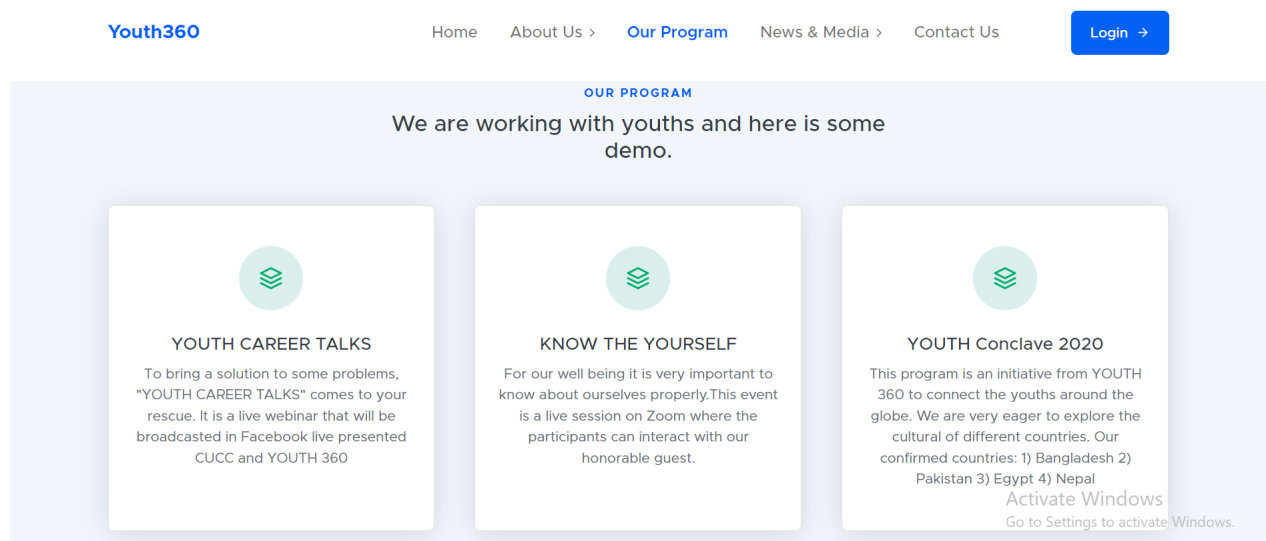 Youth360
Home
About Us
Our Program
News & Media
Contact Us
Login
OUR PROGRAM
We are working with youths and here is some
demo.
YOUTH CAREER TALKS
To bring a solution to some problems,
"YOUTH CAREER TALKS" comes to your
rescue. It is a live webinar that will be
broadcasted in Facebook live presented
CUCC and YOUTH 360
KNOW THE YOURSELF
For our well being it is very important to
know about ourselves properly.This event
is a live session on Zoom where the
participants can interact with our
honorable guest.
YOUTH Conclave 2020
This program is an initiative from YOUTH
360 to connect the youths around the
globe. We are very eager to explore the
cultural of different countries. Our
confirmed countries: 1) Bangladesh 2)
Pakistan 3) Egypt 4) Nepal
Activate Windows
Go to Settings to activate Windows.